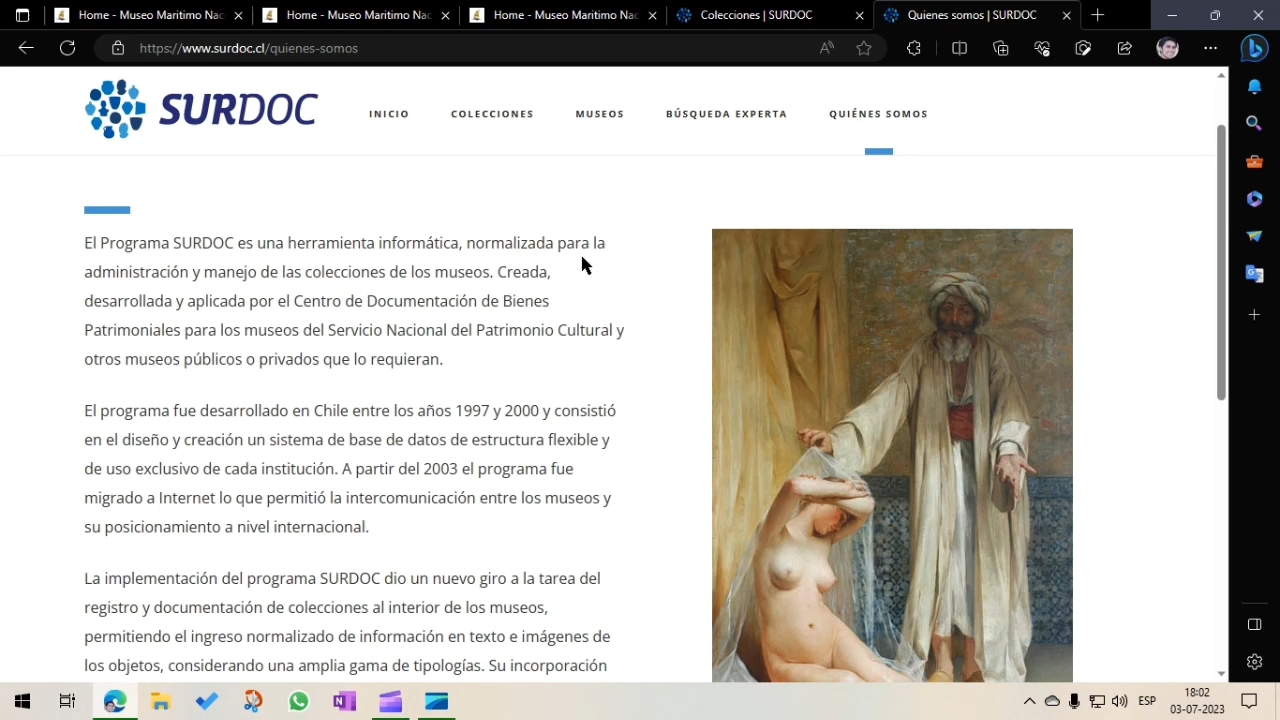 Home - Museo Maritimo Nac
Home - Museo Maritimo Nac
Home - Museo Maritimo Nac
Colecciones | SURDOC
Quienes somos | SURDOC
https://www.surdoc.cl/quienes-somos
SURDOC
INICIO
COLECCIONES
MUSEOS
BÚSQUEDA EXPERTA
QUIÉNES SOMOS
El Programa SURDOC es una herramienta informática, normalizada para la
administración y manejo de las colecciones de los museos. Creada,
desarrollada y aplicada por el Centro de Documentación de Bienes
Patrimoniales para los museos del Servicio Nacional del Patrimonio Cultural y
otros museos públicos o privados que lo requieran.
El programa fue desarrollado en Chile entre los años 1997 y 2000 y consistió
en el diseño y creación un sistema de base de datos de estructura flexible y
de uso exclusivo de cada institución. A partir del 2003 el programa fue
migrado a Internet lo que permitió la intercomunicación entre los museos y
su posicionamiento a nivel internacional.
La implementación del programa SURDOC dio un nuevo giro a la tarea del
registro y documentación de colecciones al interior de los museos,
permitiendo el ingreso normalizado de información en texto e imágenes de
los objetos, considerando una amplia gama de tipologías. Su incorporación
ESP
18:02
03-07-2023